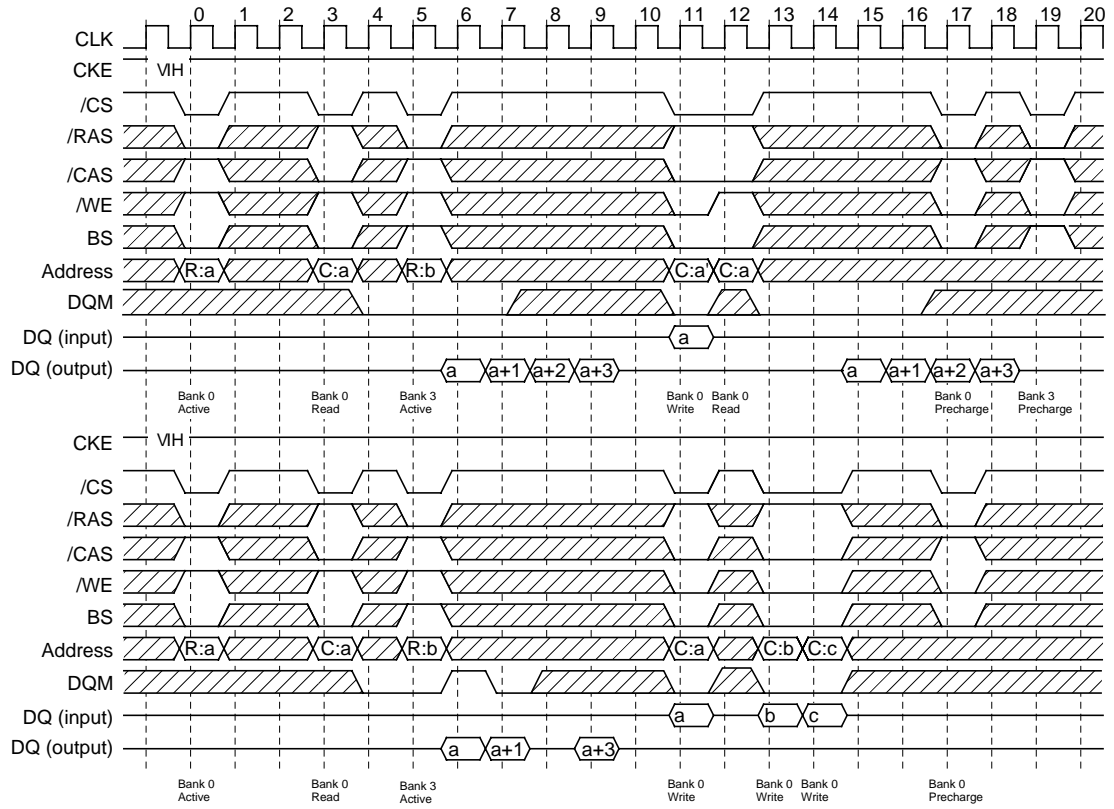 0 1 2 3 4 5 6 7 8 9 10 11 12 13 14 15 16 17 18 19 20
CLK
CKE VIH
/CS
/RAS
/CAS
/WE
BS
Address R:a C:a R:b C:a' C:a
DQM
DQ (input) a
DQ (output) a a+1 a+2 a+3 a a+1 a+2 a+3
Bank 0 Bank 0 Bank 3 Bank 0 Bank 0 Bank 0 Bank 3
Active Read Active Write Read Precharge Precharge
CKE VIH
/CS
/RAS
/CAS
/WE
BS
Address R:a C:a R:b C:a C:b C:c
DQM
DQ (input) a b c
DQ (output) a a+1 a+3
Bank 0 Bank 0 Bank 3 Bank 0 Bank 0 Bank 0 Bank 0
Active Read Active Write Write Write Precharge